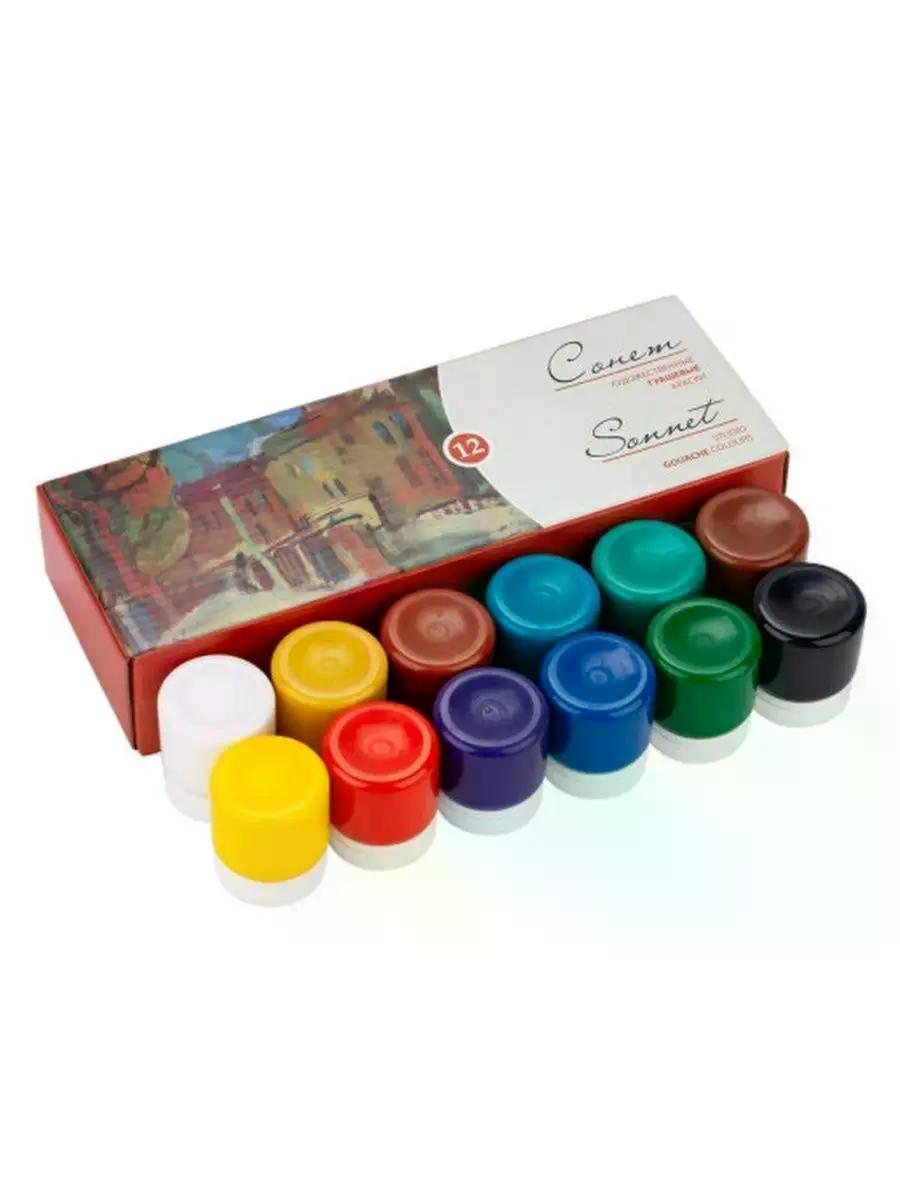 Сонет
ХУДОЖЕСТВЕННЫЕ
ГУАШЕВЫЕ
КРАСКИ
12
Sonnet
STUDIO
GOUACHE COLOURS